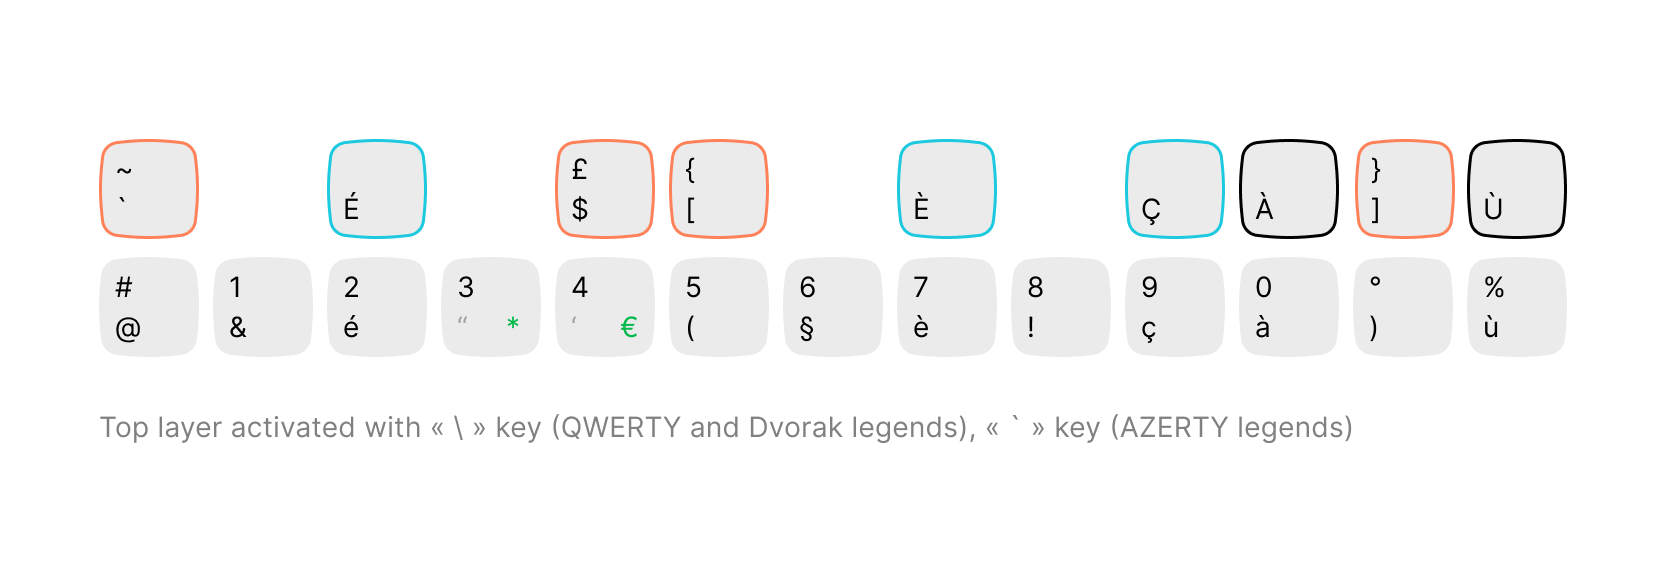 ~ £ { }
` É $ [ È Ç À ] Ù
# 1 2 3 4 5 6 7 8 9 0 ° %
@ & é “ * ‘ € ( § è ! ç à ) ù
Top layer activated with « \ » key (QWERTY and Dvorak legends), « ` » key (AZERTY legends)